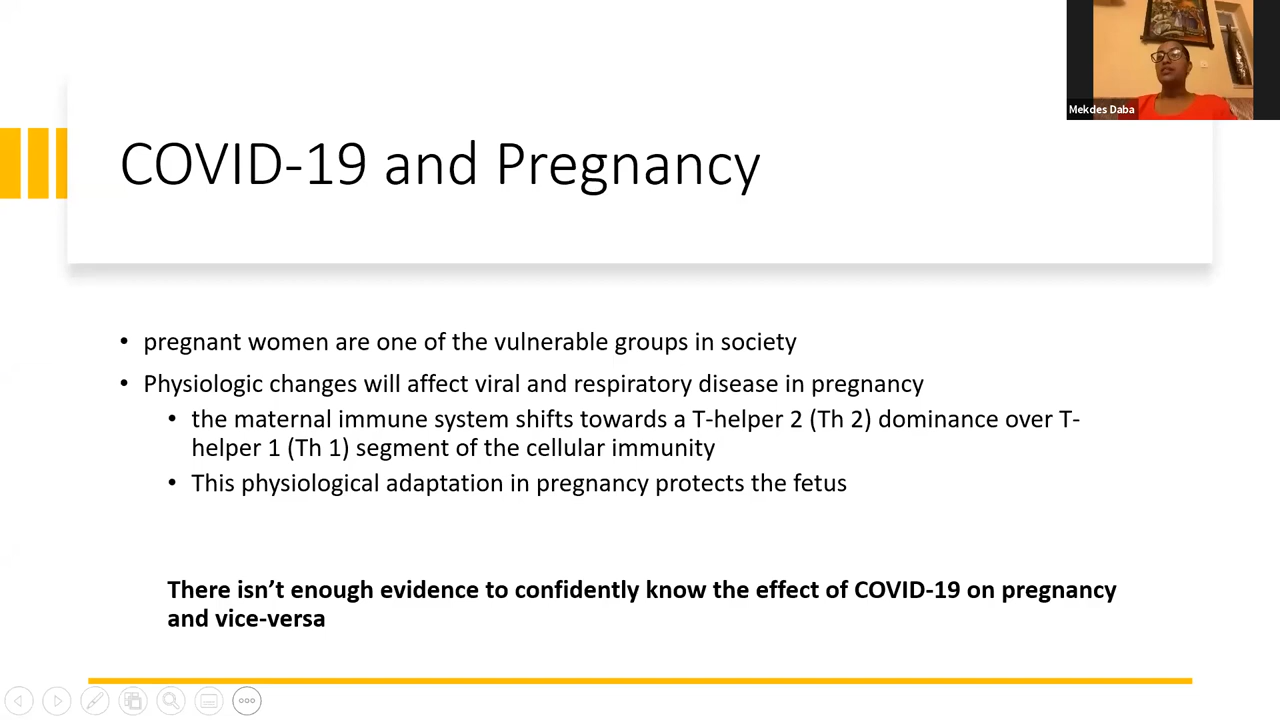 Mekdes Daba
COVID-19 and Pregnancy
• pregnant women are one of the vulnerable groups in society
• Physiologic changes will affect viral and respiratory disease in pregnancy
• the maternal immune system shifts towards a T-helper 2 (Th 2) dominance over T-
helper 1 (Th 1) segment of the cellular immunity
• This physiological adaptation in pregnancy protects the fetus
There isn’t enough evidence to confidently know the effect of COVID-19 on pregnancy
and vice-versa